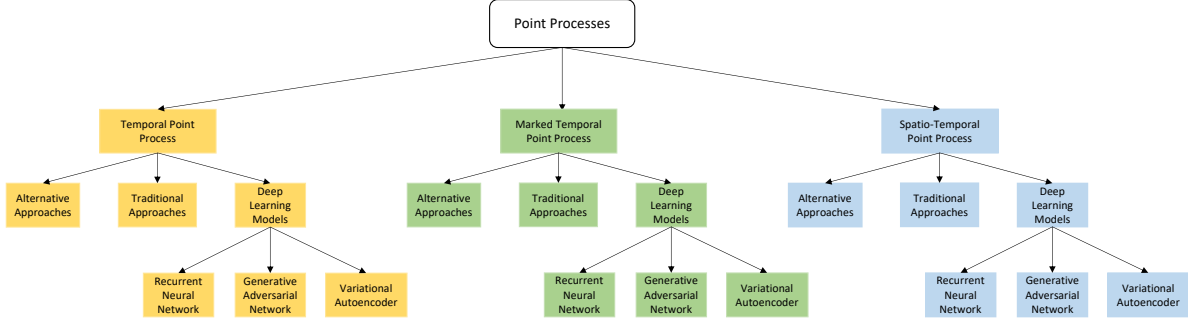 Point Processes
Temporal Point
Process
Marked Temporal
Point Process
Spatio-Temporal
Point Process
Alternative
Approaches
Traditional
Approaches
Deep
Learning
Models
Alternative
Approaches
Traditional
Approaches
Deep
Learning
Models
Alternative
Approaches
Traditional
Approaches
Deep
Learning
Models
Recurrent
Neural
Network
Generative
Adversarial
Network
Variational
Autoencoder
Recurrent
Neural
Network
Generative
Adversarial
Network
Variational
Autoencoder
Recurrent
Neural
Network
Generative
Adversarial
Network
Variational
Autoencoder